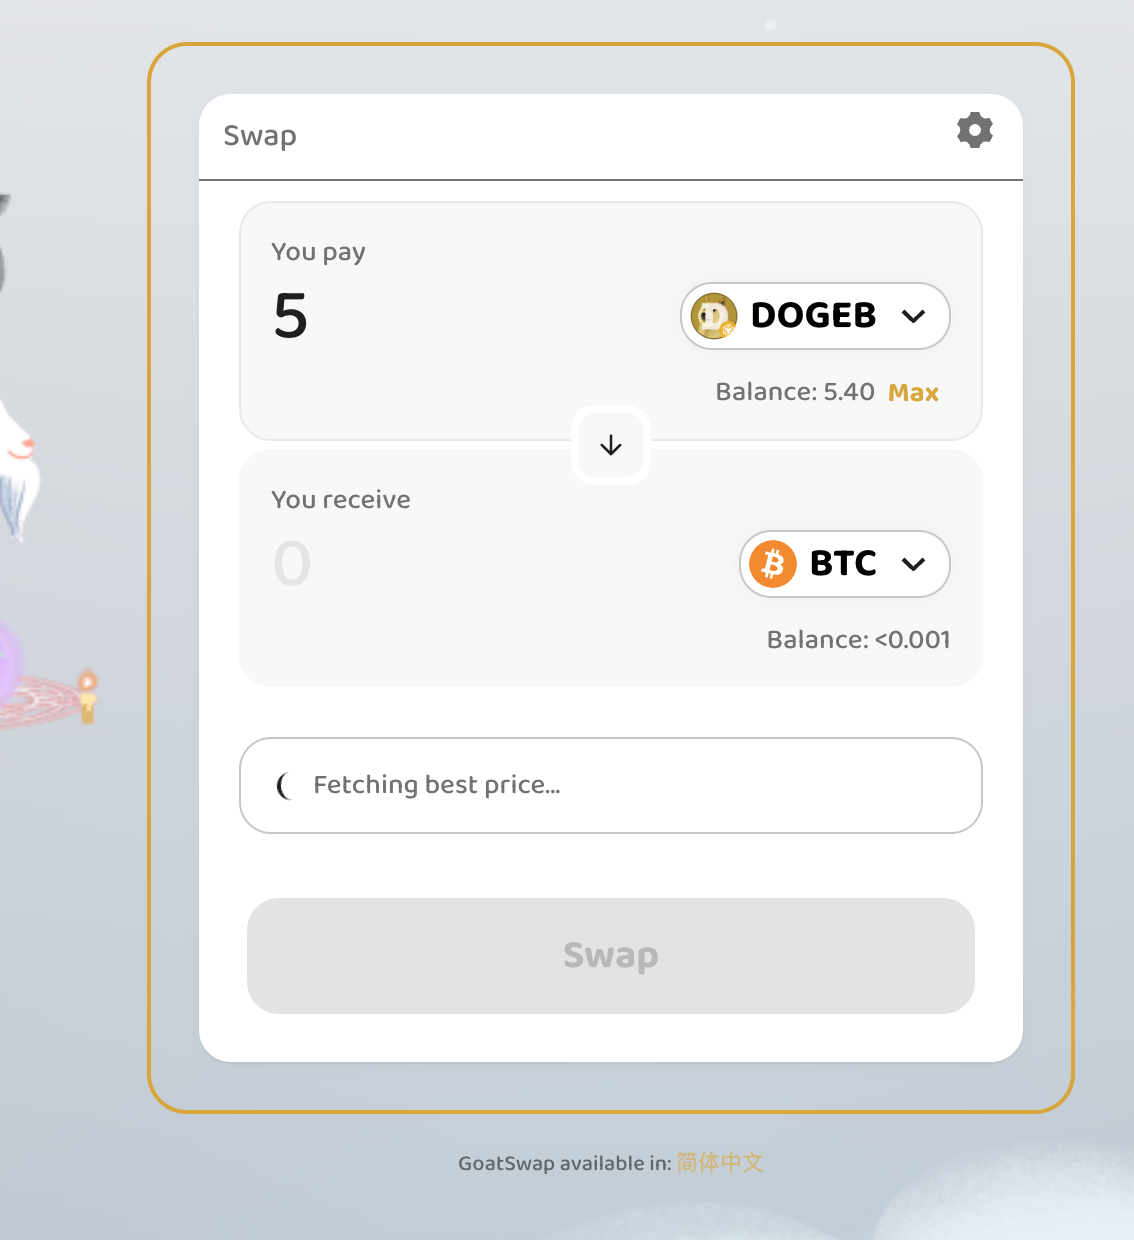 Swap
You pay
5
DOGEB
Balance: 5.40 Max
You receive
0
BTC
Balance: <0.001
Fetching best price...
Swap
GoatSwap available in: 简体中文